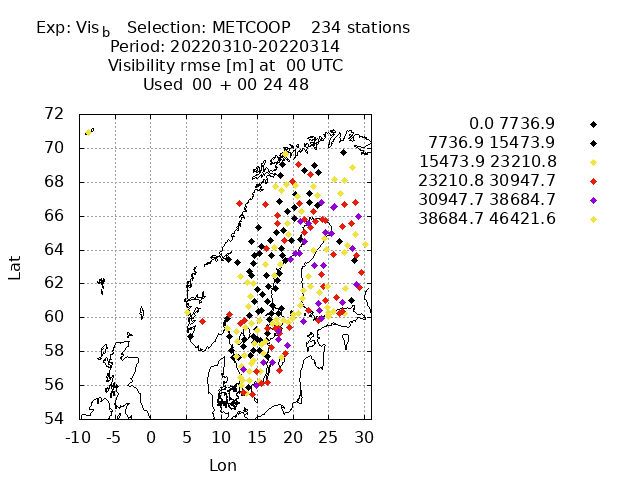 Exp: Vis b   Selection: METCOOP    234 stations
Period: 20220310-20220314
Visibility rmse [m] at  00 UTC
Used  00 + 00 24 48
0.0 7736.9
7736.9 15473.9
15473.9 23210.8
23210.8 30947.7
30947.7 38684.7
38684.7 46421.6
72
70
68
66
64
62
60
58
56
54
Lat
-10 -5 0 5 10 15 20 25 30
Lon